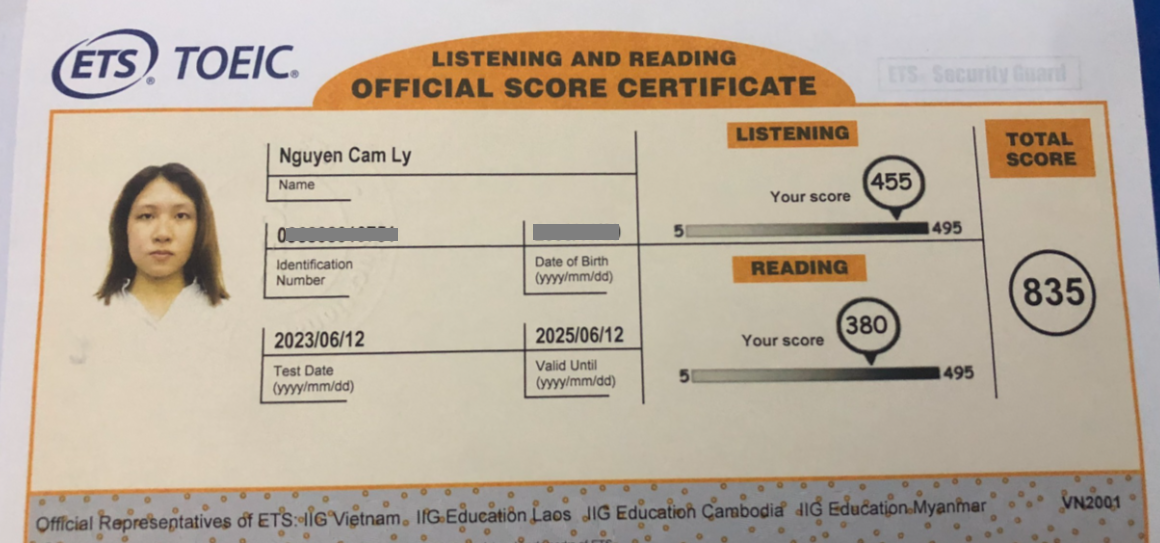 ETS® TOEIC®
LISTENING AND READING
OFFICIAL SCORE CERTIFICATE
ETS® Security Guard
Nguyen Cam Ly
Name
0
Identification
Number
Date of Birth
(yyyy/mm/dd)
2023/06/12
Test Date
(yyyy/mm/dd)
2025/06/12
Valid Until
(yyyy/mm/dd)
LISTENING
Your score 455
5 495
READING
Your score 380
5 495
TOTAL
SCORE
835
Official Representatives of ETS: IIG Vietnam IIG Education Laos IIG Education Cambodia IIG Education Myanmar
VN2001